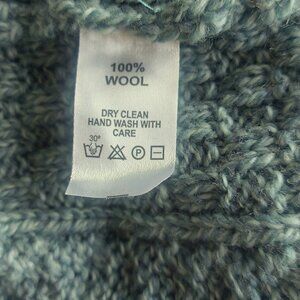 100%
WOOL
DRY CLEAN
HAND WASH WITH
CARE
30°
P